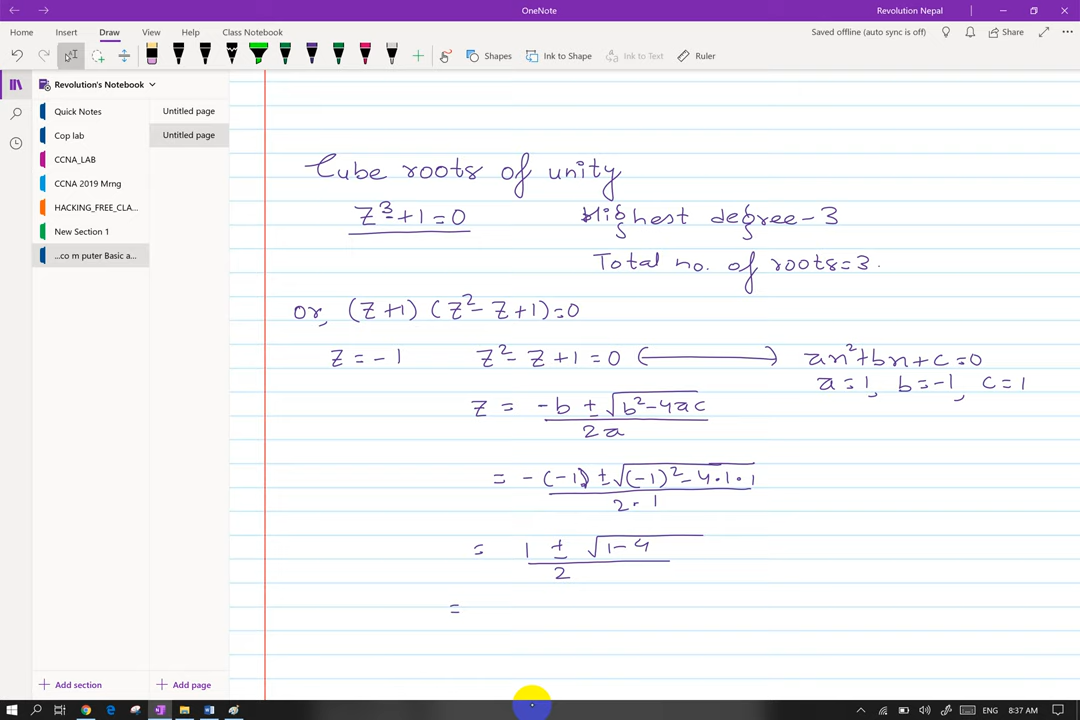 OneNote
Revolution Nepal
Home Insert Draw View Help Class Notebook
Saved offline (auto sync is off)
Share
Shapes
Ink to Shape
Ink to Text
Ruler
Revolution's Notebook
Untitled page
Quick Notes
Untitled page
Cop lab
CCNA_LAB
CCNA 2019 Mrng
HACKING_FREE_CLA...
New Section 1
...co m puter Basic a...
Cube roots of unity
z³+1=0
Highest degree-3
Total no. of roots=3.
or, (z+1) (z²-z+1)=0
z=-1 z²-z+1=0 ⟷ an²+bn+c=0
a=1, b=-1, c=1
z = (-b ± √(b²-4ac))/2a
= (-(-1) ± √((-1)²-4·1·1))/2·1
= (1 ± √(1-4))/2
=
+ Add section
+ Add page
ENG
8:37 AM